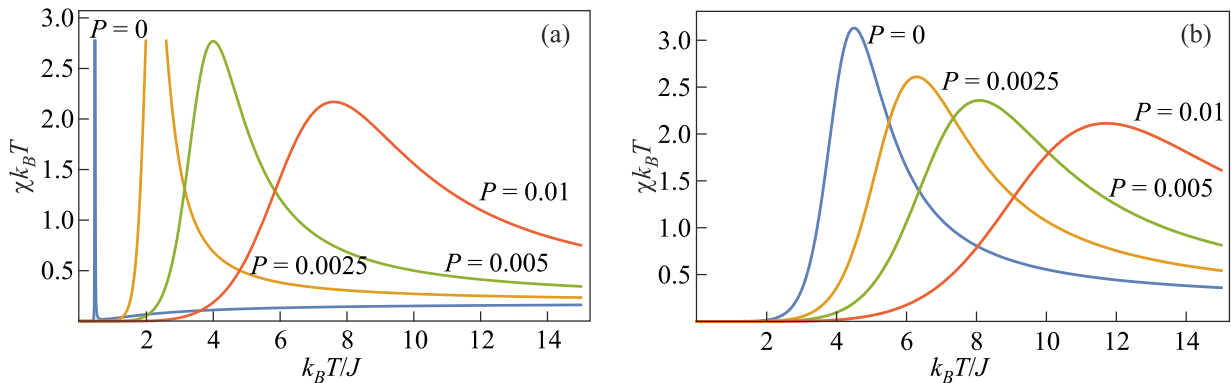 (a)
χk_BT
3.0
2.5
2.0
1.5
1.0
0.5
P = 0
P = 0.01
P = 0.0025
P = 0.005
2 4 6 8 10 12 14
k_BT/J
(b)
χk_BT
3.0
2.5
2.0
1.5
1.0
0.5
P = 0
P = 0.0025
P = 0.01
P = 0.005
2 4 6 8 10 12 14
k_BT/J